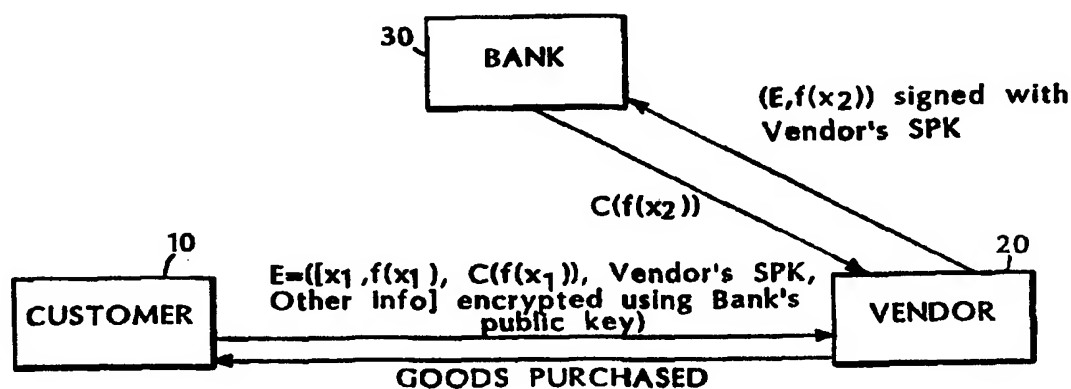 30
BANK
(E,f(x2)) signed with
Vendor's SPK
C(f(x2))
10
20
E=([x1,f(x1), C(f(x1)), Vendor's SPK,
Other Info] encrypted using Bank's
public key)
CUSTOMER
VENDOR
GOODS PURCHASED